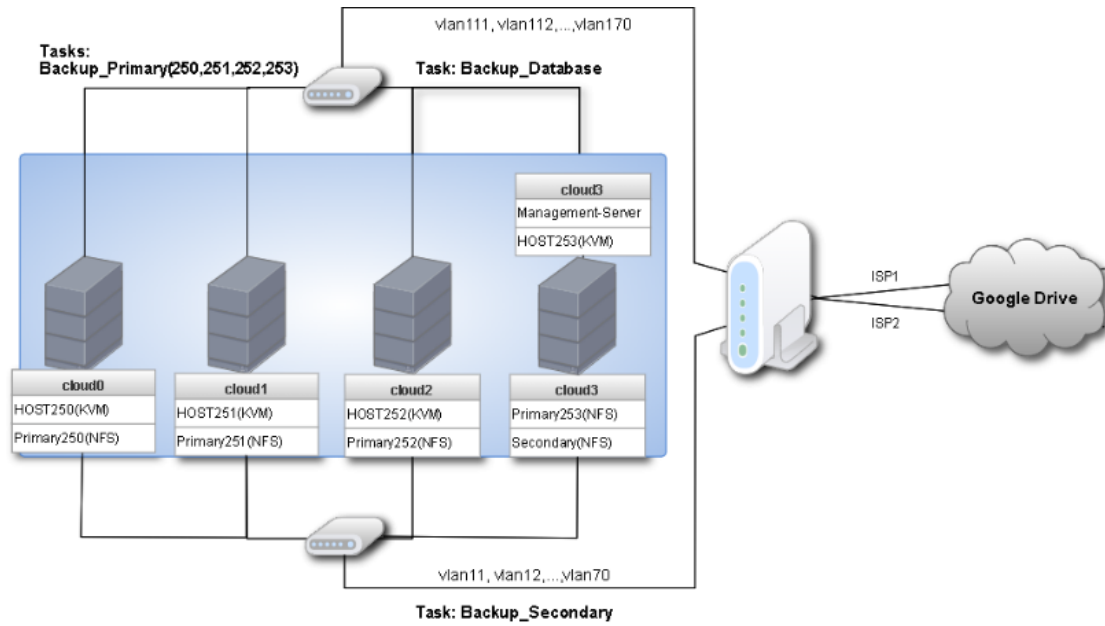 vlan111, vlan112,...,vlan170
Tasks:
Backup_Primary(250,251,252,253)
Task: Backup_Database
cloud3
Management-Server
HOST253(KVM)
ISP1
Google Drive
ISP2
cloud0
HOST250(KVM)
Primary250(NFS)
cloud1
HOST251(KVM)
Primary251(NFS)
cloud2
HOST252(KVM)
Primary252(NFS)
cloud3
Primary253(NFS)
Secondary(NFS)
vlan11, vlan12,...,vlan70
Task: Backup_Secondary